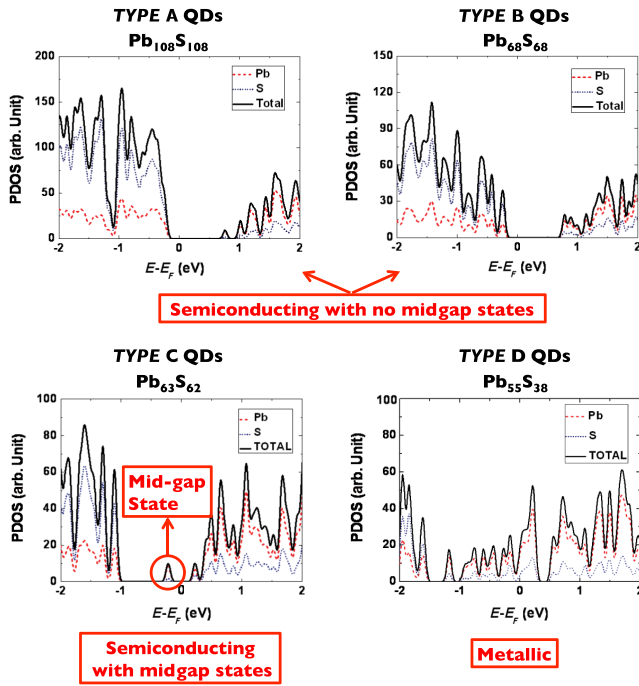 TYPE A QDs
Pb108S108
200
150
100
50
0
PDOS (arb. Unit)
Pb
S
Total
-2 -1 0 1 2
E-EF (eV)
TYPE B QDs
Pb68S68
150
120
90
60
30
0
PDOS (arb. Unit)
Pb
S
Total
-2 -1 0 1 2
E-EF (eV)
Semiconducting with no midgap states
TYPE C QDs
Pb63S62
100
80
60
40
20
0
PDOS (arb. Unit)
Pb
S
TOTAL
Mid-gap
State
-2 -1 0 1 2
E-EF (eV)
Semiconducting
with midgap states
TYPE D QDs
Pb55S38
100
80
60
40
20
0
PDOS (arb. Unit)
Pb
S
TOTAL
-2 -1 0 1 2
E-EF (eV)
Metallic